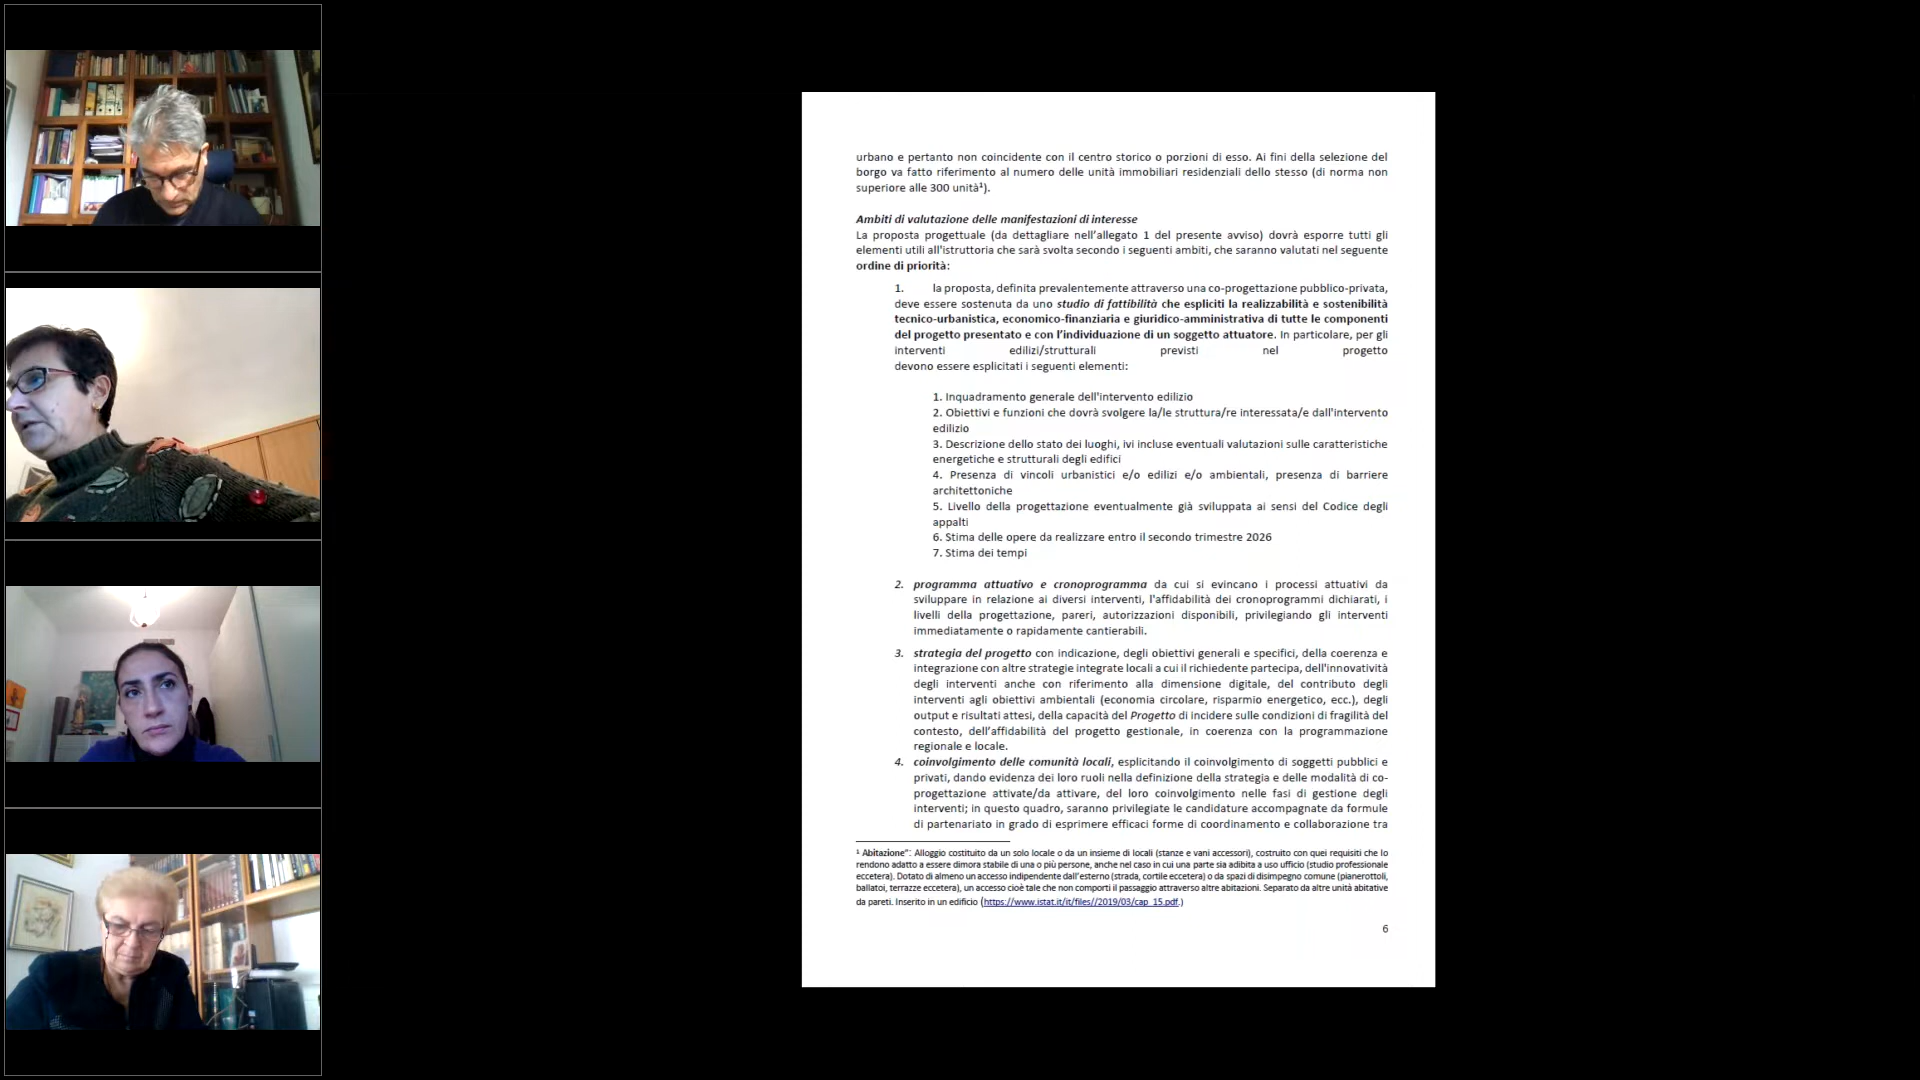 urbano e pertanto non coincidente con il centro storico o porzioni di esso. Ai fini della selezione del
borgo va fatto riferimento al numero delle unità immobiliari residenziali dello stesso (di norma non
superiore alle 300 unità¹).
Ambiti di valutazione delle manifestazioni di interesse
La proposta progettuale (da dettagliare nell'allegato 1 del presente avviso) dovrà esporre tutti gli
elementi utili all'istruttoria che sarà svolta secondo i seguenti ambiti, che saranno valutati nel seguente
ordine di priorità:
1. la proposta, definita prevalentemente attraverso una co-progettazione pubblico-privata,
deve essere sostenuta da uno studio di fattibilità che espliciti la realizzabilità e sostenibilità
tecnico-urbanistica, economico-finanziaria e giuridico-amministrativa di tutte le componenti
del progetto presentato e con l'individuazione di un soggetto attuatore. In particolare, per gli
interventi edilizi/strutturali previsti nel progetto
devono essere esplicitati i seguenti elementi:
1. Inquadramento generale dell'intervento edilizio
2. Obiettivi e funzioni che dovrà svolgere la/le struttura/re interessata/e dall'intervento
edilizio
3. Descrizione dello stato dei luoghi, ivi incluse eventuali valutazioni sulle caratteristiche
energetiche e strutturali degli edifici
4. Presenza di vincoli urbanistici e/o edilizi e/o ambientali, presenza di barriere
architettoniche
5. Livello della progettazione eventualmente già sviluppata ai sensi del Codice degli
appalti
6. Stima delle opere da realizzare entro il secondo trimestre 2026
7. Stima dei tempi
2. programma attuativo e cronoprogramma da cui si evincano i processi attuativi da
sviluppare in relazione ai diversi interventi, l'affidabilità dei cronoprogrammi dichiarati, i
livelli della progettazione, pareri, autorizzazioni disponibili, privilegiando gli interventi
immediatamente o rapidamente cantierabili.
3. strategia del progetto con indicazione, degli obiettivi generali e specifici, della coerenza e
integrazione con altre strategie integrate locali a cui il richiedente partecipa, dell'innovatività
degli interventi anche con riferimento alla dimensione digitale, del contributo degli
interventi agli obiettivi ambientali (economia circolare, risparmio energetico, ecc.), degli
output e risultati attesi, della capacità del Progetto di incidere sulle condizioni di fragilità del
contesto, dell'affidabilità del progetto gestionale, in coerenza con la programmazione
regionale e locale.
4. coinvolgimento delle comunità locali, esplicitando il coinvolgimento di soggetti pubblici e
privati, dando evidenza dei loro ruoli nella definizione della strategia e delle modalità di co-
progettazione attivate/da attivare, del loro coinvolgimento nelle fasi di gestione degli
interventi; in questo quadro, saranno privilegiate le candidature accompagnate da formule
di partenariato in grado di esprimere efficaci forme di coordinamento e collaborazione tra
¹ Abitazione": Alloggio costituito da un solo locale o da un insieme di locali (stanze e vani accessori), costruito con quei requisiti che lo
rendono adatto a essere dimora stabile di una o più persone, anche nel caso in cui una parte sia adibita a uso ufficio (studio professionale
eccetera). Dotato di almeno un accesso indipendente dall'esterno (strada, cortile eccetera) o da spazi di disimpegno comune (pianerottoli,
ballatoi, terrazze eccetera), un accesso cioè tale che non comporti il passaggio attraverso altre abitazioni. Separato da altre unità abitative
da pareti. Inserito in un edificio (https://www.istat.it/it/files//2019/03/cap_15.pdf.)
6